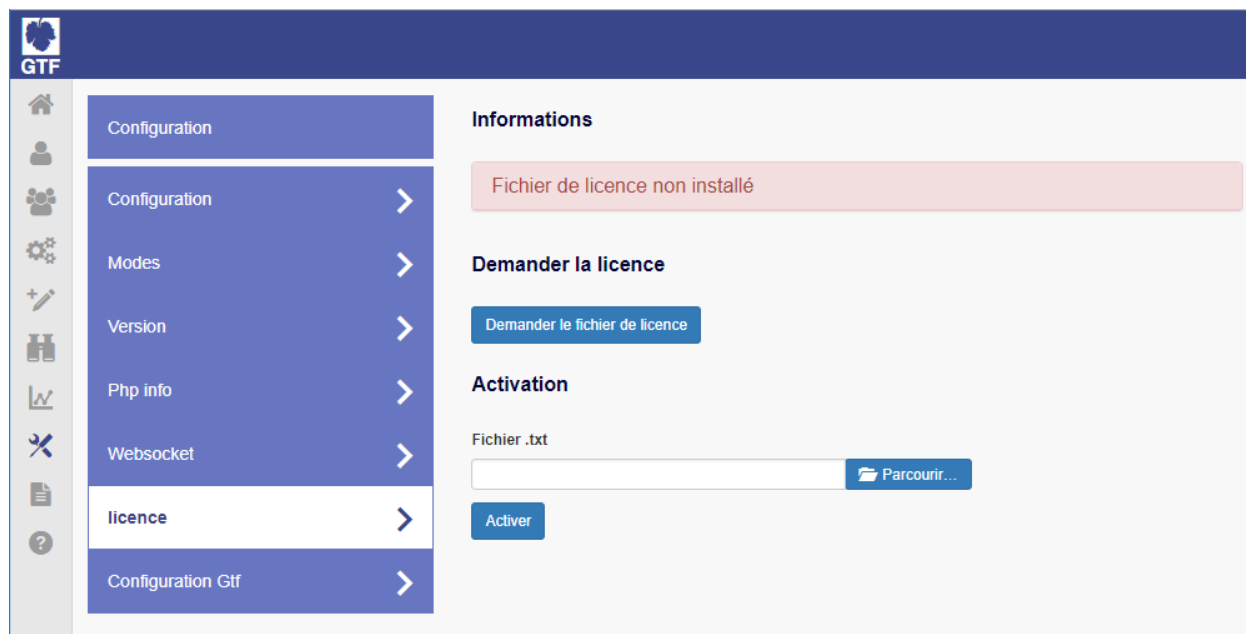 GTF
Configuration
Configuration
Modes
Version
Php info
Websocket
licence
Configuration Gtf
Informations
Fichier de licence non installé
Demander la licence
Demander le fichier de licence
Activation
Fichier .txt
Parcourir...
Activer